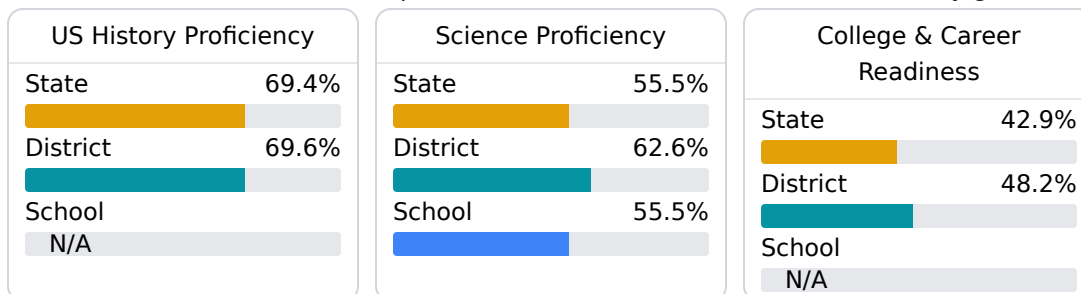 US History Proficiency
State 69.4%
District 69.6%
School
N/A
Science Proficiency
State 55.5%
District 62.6%
School 55.5%
College & Career
Readiness
State 42.9%
District 48.2%
School
N/A